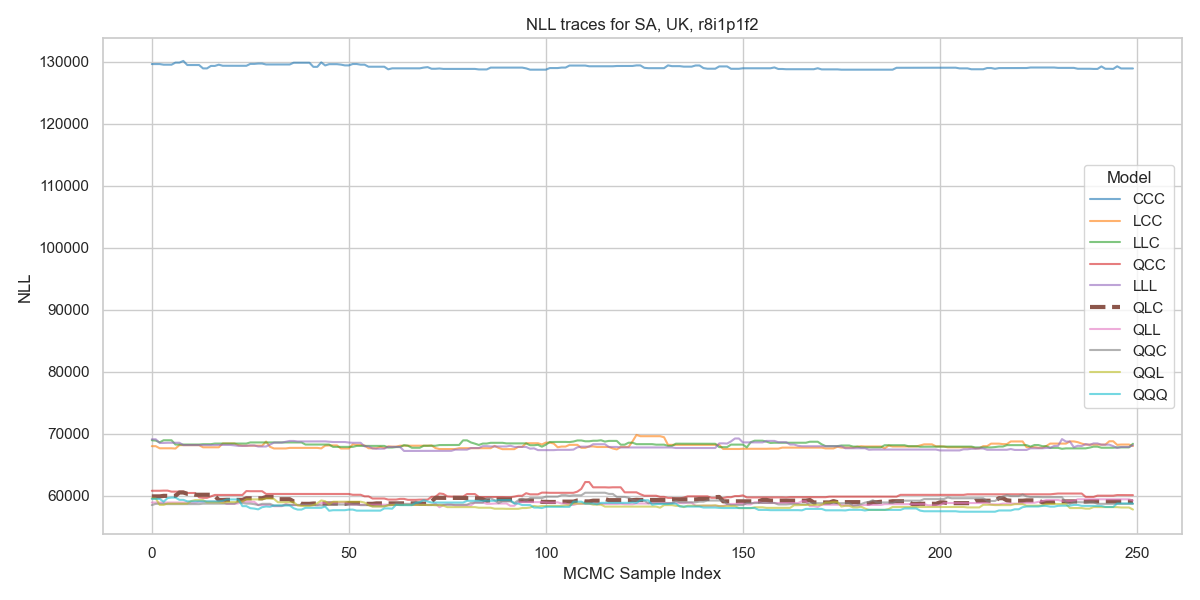 NLL traces for SA, UK, r8i1p1f2
130000
120000
110000
100000
90000
80000
70000
60000
NLL
0
50
100
150
200
250
MCMC Sample Index
Model
CCC
LCC
LLC
QCC
LLL
QLC
QLL
QQC
QQL
QQQ